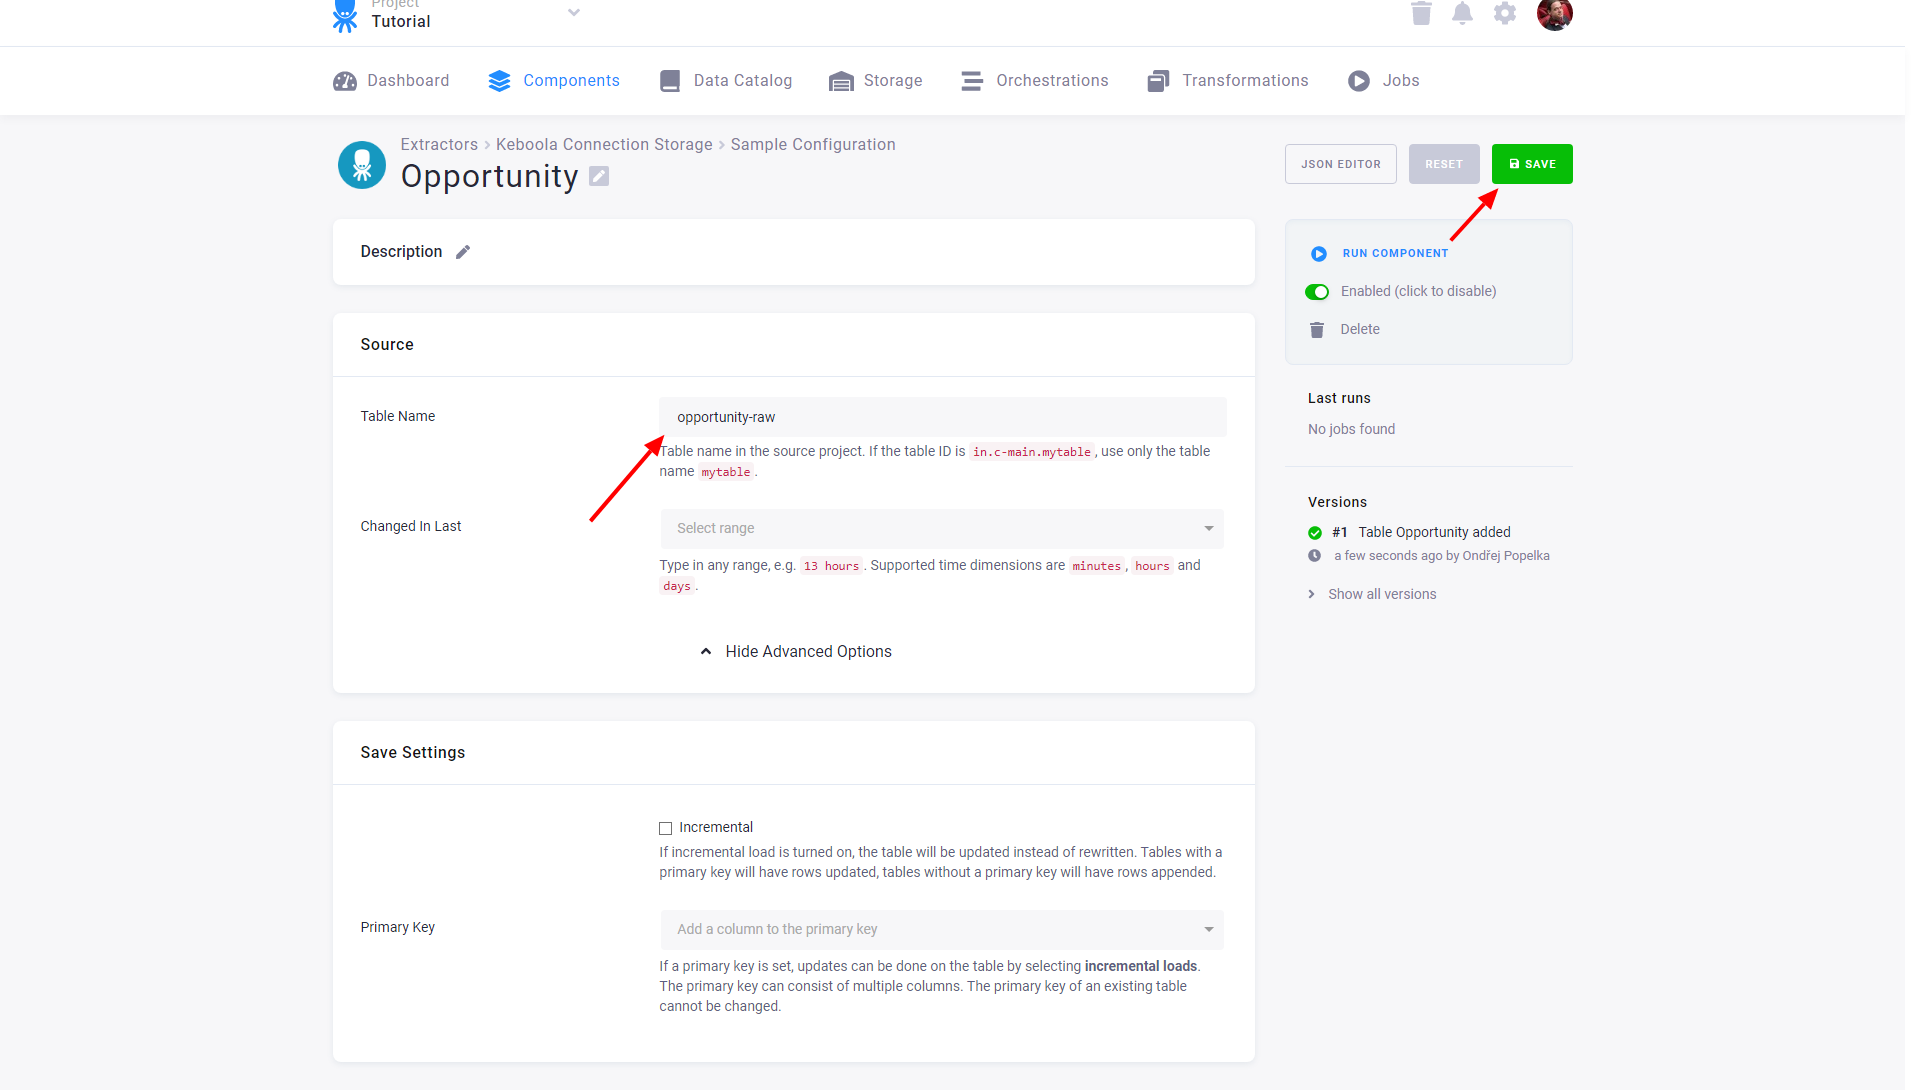 Project
Tutorial
Dashboard
Components
Data Catalog
Storage
Orchestrations
Transformations
Jobs
Extractors > Keboola Connection Storage > Sample Configuration
Opportunity
JSON EDITOR
RESET
SAVE
Description
Source
Table Name
opportunity-raw
Table name in the source project. If the table ID is in.c-main.mytable, use only the table
name mytable.
Changed In Last
Select range
Type in any range, e.g. 13 hours. Supported time dimensions are minutes, hours and
days.
Hide Advanced Options
Save Settings
Incremental
If incremental load is turned on, the table will be updated instead of rewritten. Tables with a
primary key will have rows updated, tables without a primary key will have rows appended.
Primary Key
Add a column to the primary key
If a primary key is set, updates can be done on the table by selecting incremental loads.
The primary key can consist of multiple columns. The primary key of an existing table
cannot be changed.
RUN COMPONENT
Enabled (click to disable)
Delete
Last runs
No jobs found
Versions
#1 Table Opportunity added
a few seconds ago by Ondřej Popelka
Show all versions